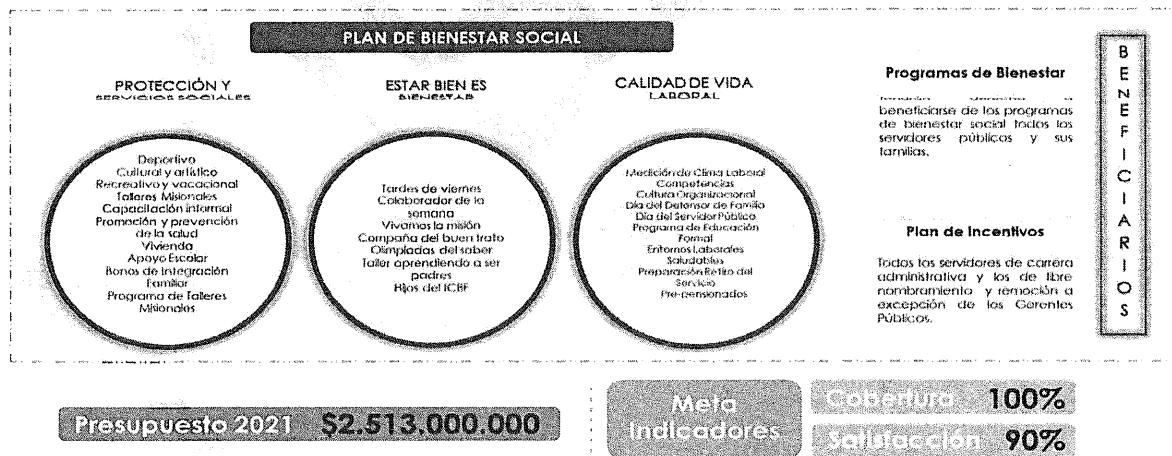 PLAN DE BIENESTAR SOCIAL
PROTECCIÓN Y
SERVICIOS SOCIALES
Deportivo
Cultural y artístico
Recreativo y vacacional
Talleres Misionales
Capacitación informal
Promoción y prevención
de la salud
Vivienda
Apoyo Escolar
Bonos de Integración
Familiar
Programa de Talleres
Misionales
ESTAR BIEN ES
BIENESTAR
Tardes de viernes
Colaborador de la
semana
Vivamos la misión
Campaña del buen trato
Olimpiadas del saber
Taller aprendiendo a ser
padres
Hijos del ICBF
CALIDAD DE VIDA
LABORAL
Medición de Clima Laboral
Competencias
Cultura Organizacional
Día del Defensor de Familia
Día del Servidor Público
Programa de Educación
Formal
Entornos Laborales
Saludables
Preparación Retiro del
Servicio
Pre-pensionados
Programas de Bienestar
beneficiarse de los programas
de bienestar social todos los
servidores públicos y sus
familias.
Plan de Incentivos
Todos los servidores de carrera
administrativa y los de libre
nombramiento y remoción a
excepción de los Gerentes
Públicos.
BENEFICIARIOS
Presupuesto 2021 $2.513.000.000
Meta
Indicadores
Cobertura 100%
Satisfacción 90%